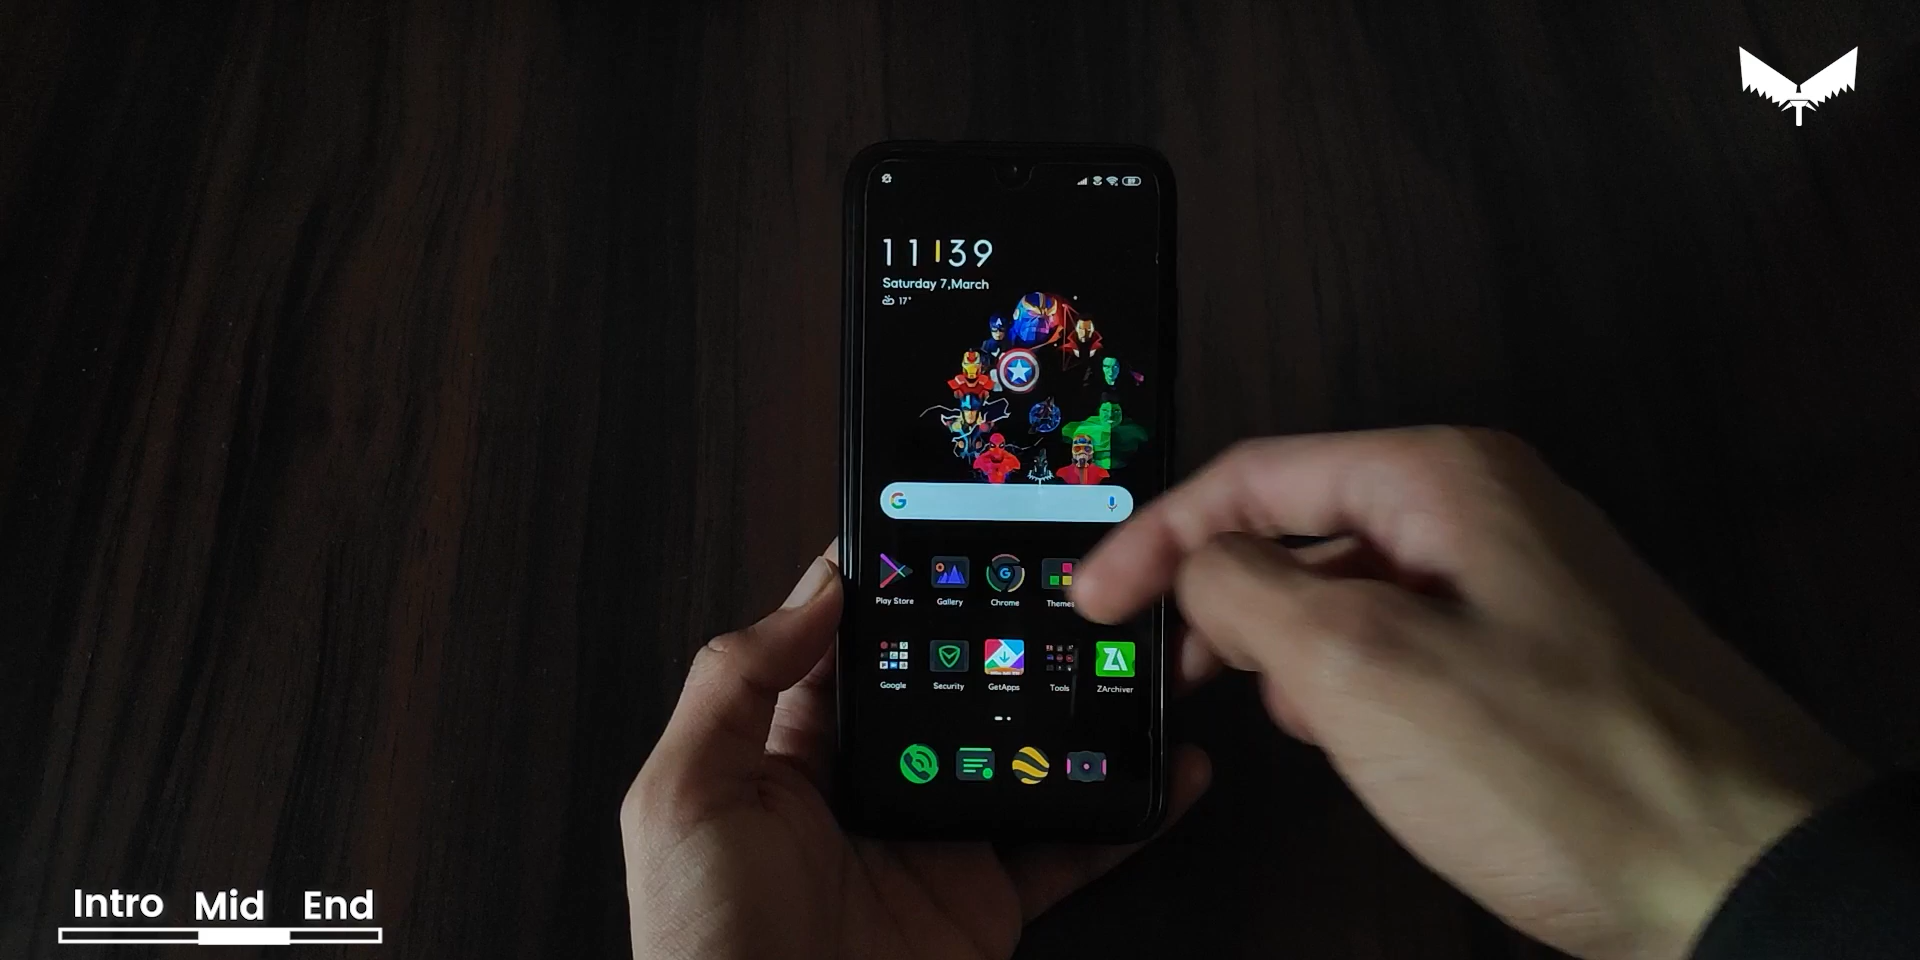 11:39
Saturday 7,March
17°
Play Store Gallery Chrome Themes
Google Security GetApps Tools ZArchiver
Intro Mid End